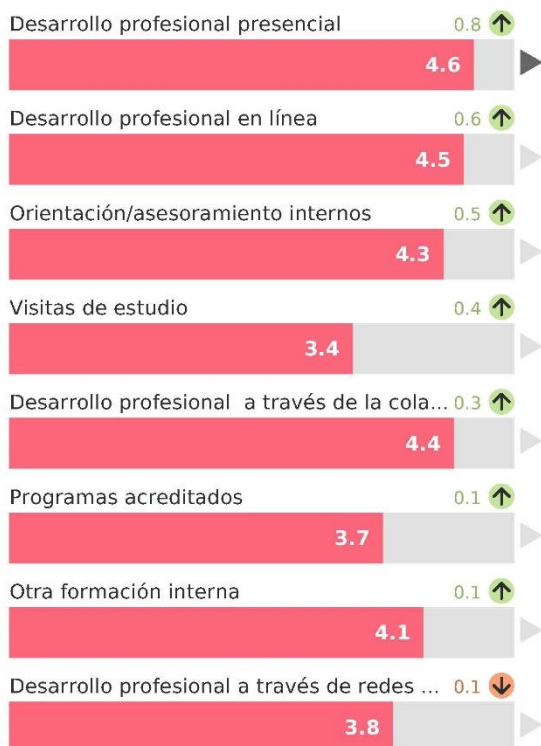 Desarrollo profesional presencial 0.8
4.6
Desarrollo profesional en línea 0.6
4.5
Orientación/asesoramiento internos 0.5
4.3
Visitas de estudio 0.4
3.4
Desarrollo profesional a través de la cola... 0.3
4.4
Programas acreditados 0.1
3.7
Otra formación interna 0.1
4.1
Desarrollo profesional a través de redes ... 0.1
3.8